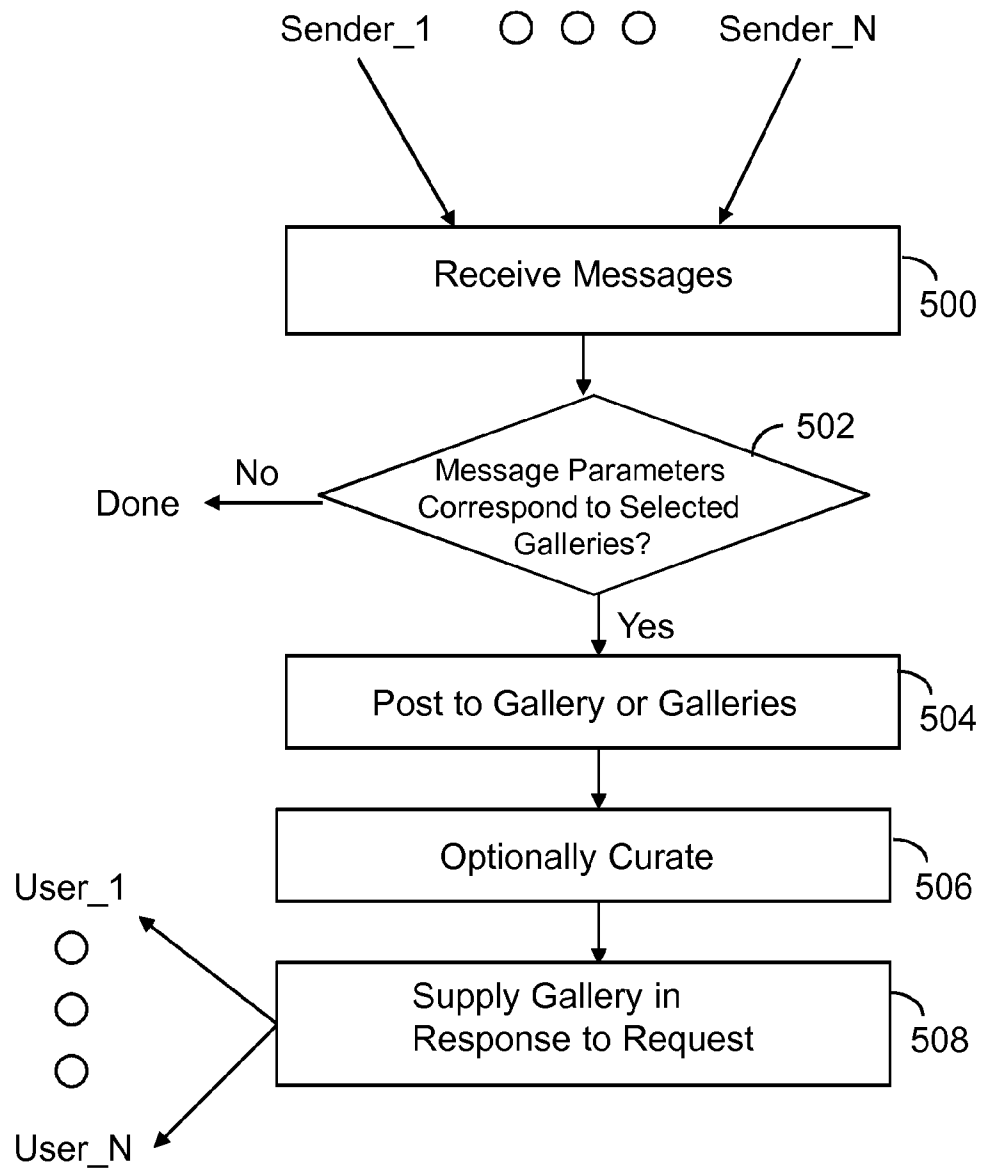 Sender_1
Sender_N
Receive Messages
500
502
Message Parameters
Correspond to Selected
Galleries?
No
Done
Yes
Post to Gallery or Galleries
504
Optionally Curate
506
User_1
Supply Gallery in
Response to Request
508
User_N